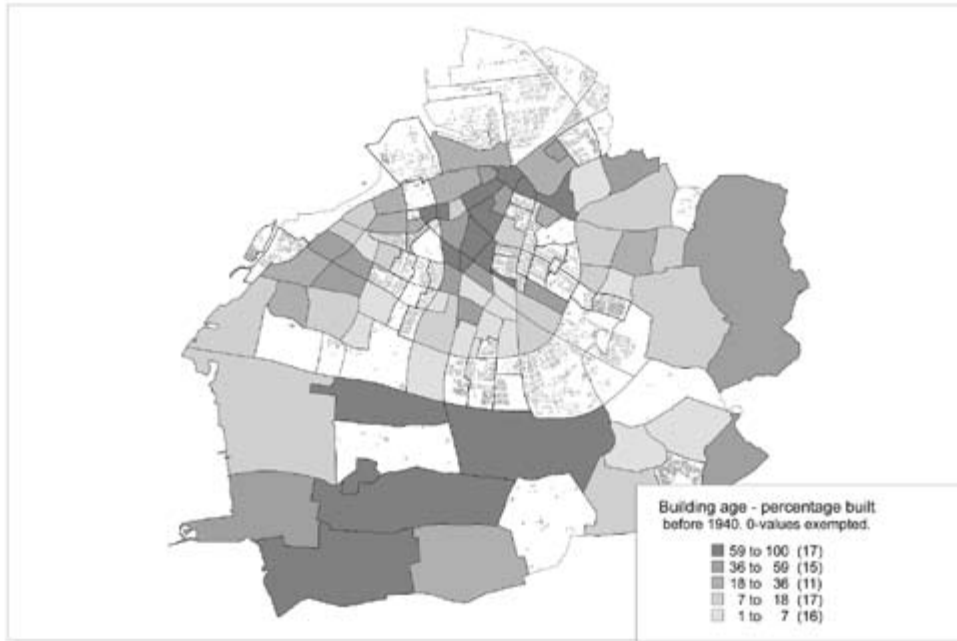 Building age - percentage built
before 1940. 0-values exempted.
59 to 100 (17)
36 to 59 (15)
18 to 36 (11)
7 to 18 (17)
1 to 7 (16)